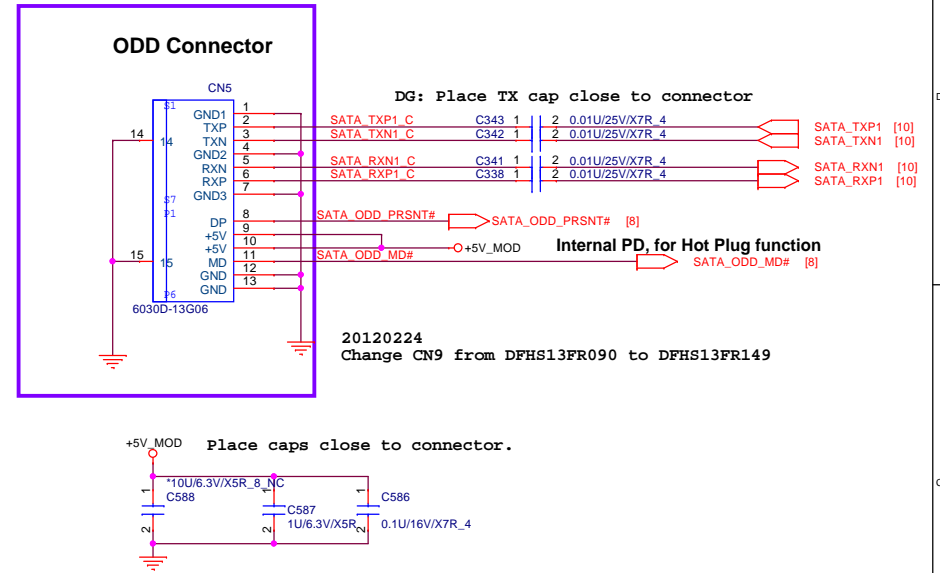 ODD Connector
CN5
DG: Place TX cap close to connector
S1
GND1 1
TXP 2 SATA_TXP1_C C343 1 2 0.01U/25V/X7R_4 SATA_TXP1 [10]
14 14 TXN 3 SATA_TXN1_C C342 1 2 0.01U/25V/X7R_4 SATA_TXN1 [10]
GND2 4
RXN 5 SATA_RXN1_C C341 1 2 0.01U/25V/X7R_4 SATA_RXN1 [10]
RXP 6 SATA_RXP1_C C338 1 2 0.01U/25V/X7R_4 SATA_RXP1 [10]
S7 GND3 7
P1
DP 8 SATA_ODD_PRSNT# SATA_ODD_PRSNT# [8]
+5V 9
+5V 10 +5V_MOD Internal PD, for Hot Plug function
15 15 MD 11 SATA_ODD_MD# SATA_ODD_MD# [8]
GND 12
P6 GND 13
6030D-13G06
20120224
Change CN9 from DFHS13FR090 to DFHS13FR149
+5V_MOD Place caps close to connector.
*10U/6.3V/X5R_8_NC
1 C588 1 C587 1 C586
2 2 1U/6.3V/X5R 2 0.1U/16V/X7R_4
D
C